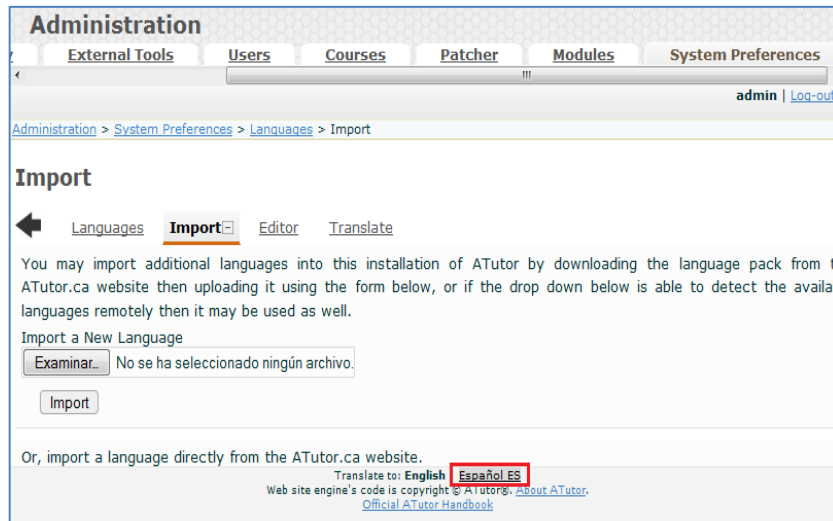 Administration
External Tools Users Courses Patcher Modules System Preferences
admin | Log-out
Administration > System Preferences > Languages > Import
Import
Languages Import Editor Translate
You may import additional languages into this installation of ATutor by downloading the language pack from
ATutor.ca website then uploading it using the form below, or if the drop down below is able to detect the
languages remotely then it may be used as well.
Import a New Language
Examinar... No se ha seleccionado ningún archivo.
Import
Or, import a language directly from the ATutor.ca website.
Translate to: English Español ES
Web site engine's code is copyright © ATutor®. About ATutor.
Official ATutor Handbook